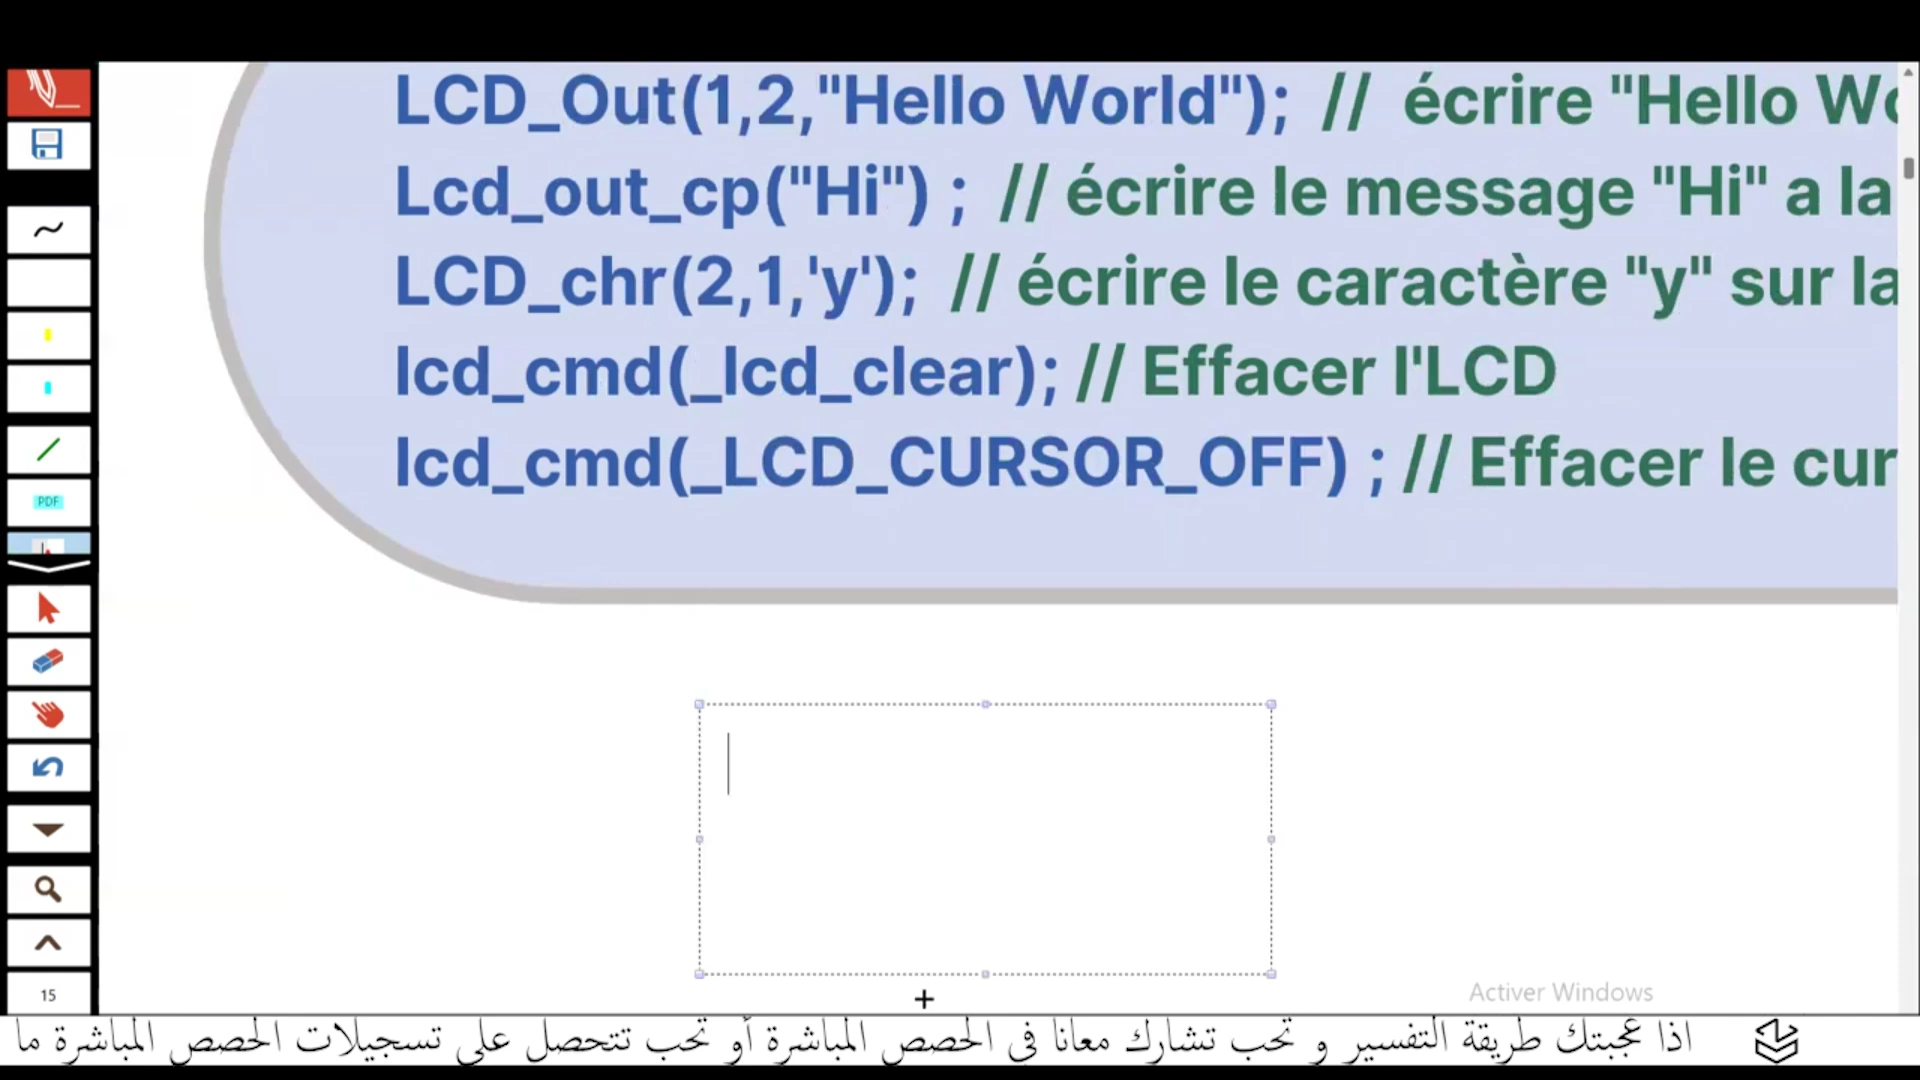 LCD_Out(1,2,"Hello World"); // écrire "Hello Wo
Lcd_out_cp("Hi") ; // écrire le message "Hi" a la
LCD_chr(2,1,'y'); // écrire le caractère "y" sur la
lcd_cmd(_lcd_clear); // Effacer l'LCD
lcd_cmd(_LCD_CURSOR_OFF) ; // Effacer le cur
PDF
15
Activer Windows
اذا عجبتك طريقة التفسير و تحب تشارك معانا في الحصص المباشرة أو تحب تتحصل على تسجيلات الحصص المباشرة ما